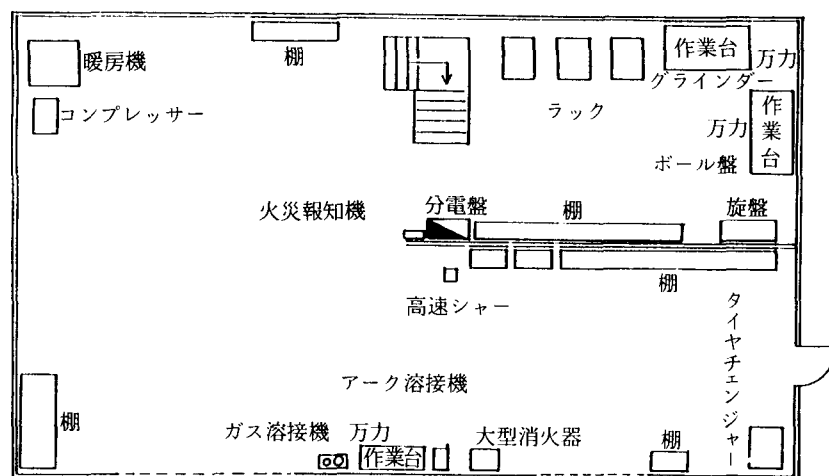 作業台
万力
暖房機
棚
グラインダー
コンプレッサー
ラック
万力
作業台
ボール盤
火災報知機
分電盤
棚
旋盤
棚
高速シャー
タイヤチェンジャー
アーク溶接機
棚
ガス溶接機
万力
大型消火器
棚
作業台